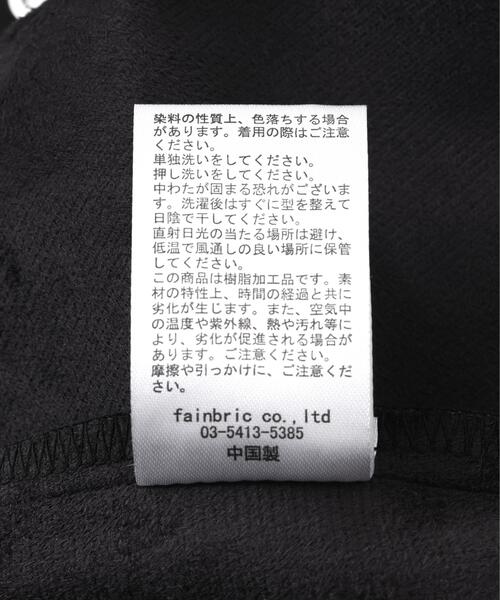 染料の性質上、色落ちする場合
があります。着用の際はご注意
ください。
単独洗いをしてください。
押し洗いをしてください。
中わたが固まる恐れがございま
す。洗濯後はすぐに型を整えて
日陰で干してください。
直射日光の当たる場所は避け、
低温で風通しの良い場所に保管
してください。
この商品は樹脂加工品です。素
材の特性上、時間の経過と共に
劣化が生じます。また、空気中
の温度や紫外線、熱や汚れ等に
より、劣化が促進される場合が
あります。ご注意ください。
摩擦や引っかけに、ご注意くだ
さい。
fainbric co.,ltd
03-5413-5385
中国製